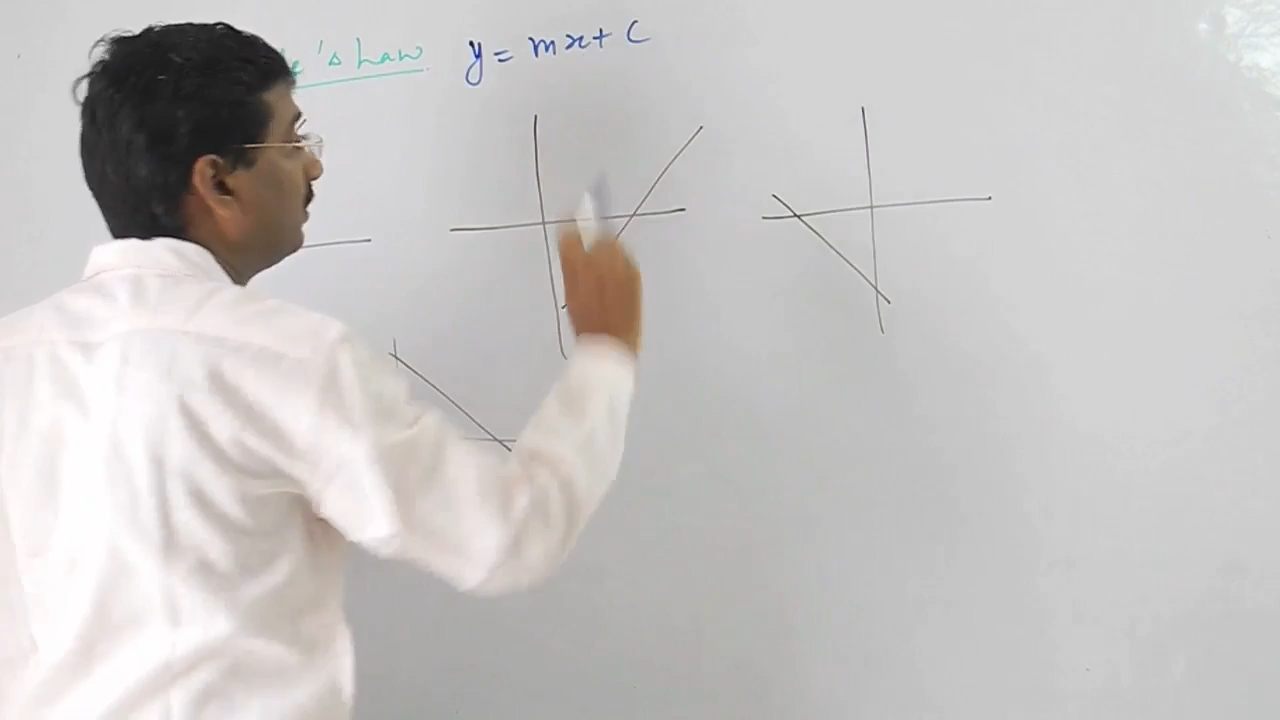 's Law y = mx + c